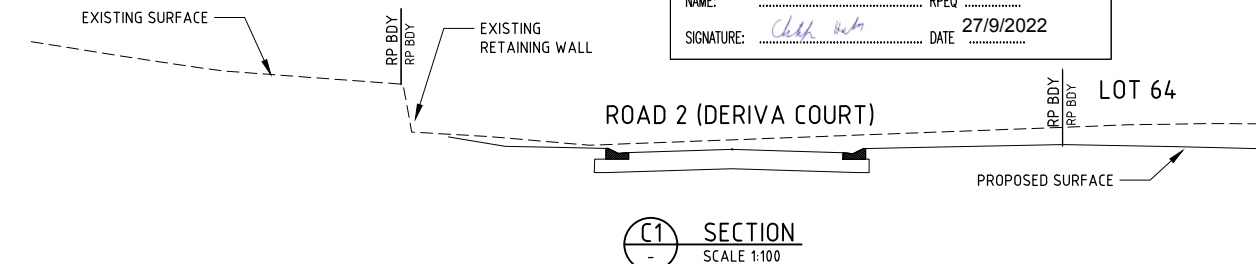 NAME: RPEQ
EXISTING SURFACE
RP BDY
RP BDY
EXISTING
RETAINING WALL
SIGNATURE: DATE 27/9/2022
ROAD 2 (DERIVA COURT)
RP BDY
RP BDY
LOT 64
PROPOSED SURFACE
C1
-
SECTION
SCALE 1:100